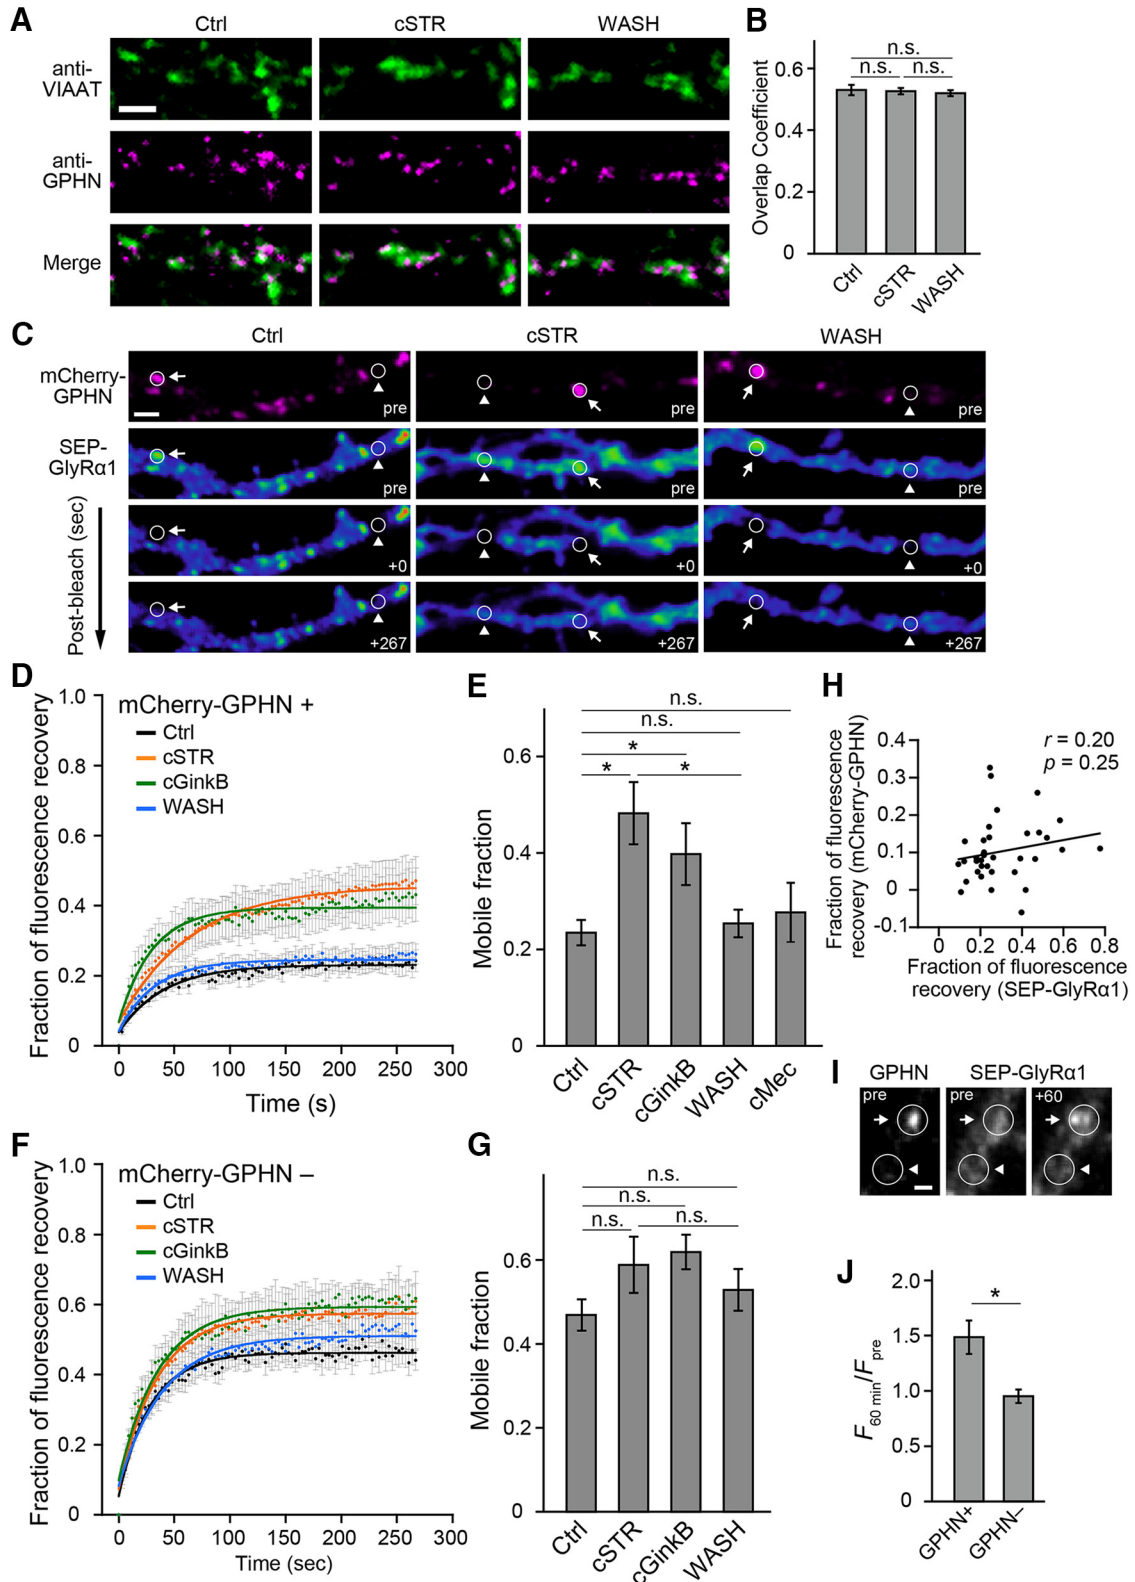 A
Ctrl
cSTR
WASH
anti-
VIAAT
anti-
GPHN
Merge
B
Overlap Coefficient
0.6
0.4
0.2
0
n.s.
n.s.
n.s.
Ctrl
cSTR
WASH
C
Ctrl
cSTR
WASH
mCherry-
GPHN
pre
pre
pre
SEP-
GlyRα1
pre
pre
pre
Post-bleach (sec)
+0
+0
+0
+267
+267
+267
D
Fraction of fluorescence recovery
mCherry-GPHN +
Ctrl
cSTR
cGinkB
WASH
1.0
0.8
0.6
0.4
0.2
0
0 50 100 150 200 250 300
Time (s)
E
Mobile fraction
0.6
0.4
0.2
0
n.s.
n.s.
*
* *
Ctrl
cSTR
cGinkB
WASH
cMec
H
Fraction of fluorescence
recovery (mCherry-GPHN)
r = 0.20
p = 0.25
0.4
0.3
0.2
0.1
0
-0.1
0 0.2 0.4 0.6 0.8
Fraction of fluorescence
recovery (SEP-GlyRα1)
F
Fraction of fluorescence recovery
mCherry-GPHN –
Ctrl
cSTR
cGinkB
WASH
1.0
0.8
0.6
0.4
0.2
0
0 50 100 150 200 250 300
Time (sec)
G
Mobile fraction
0.6
0.4
0.2
0
n.s.
n.s.
n.s. n.s.
Ctrl
cSTR
cGinkB
WASH
I
GPHN SEP-GlyRα1
pre pre +60
J
F60 min/Fpre
2.0
1.5
1.0
0.5
0
*
GPHN+
GPHN–